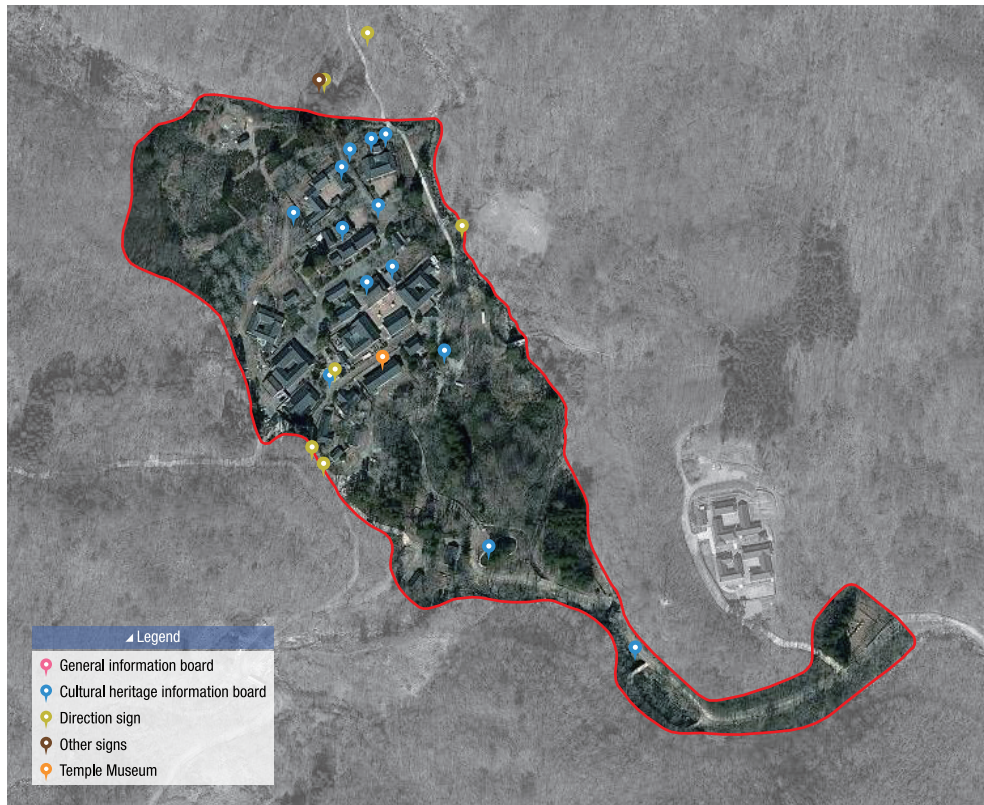 Legend
General information board
Cultural heritage information board
Direction sign
Other signs
Temple Museum